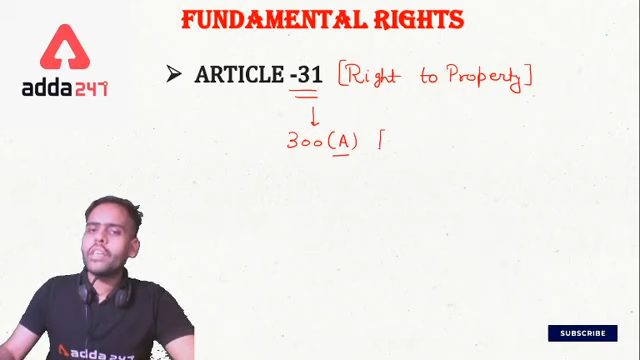 FUNDAMENTAL RIGHTS
adda247
➤ ARTICLE -31 [Right to Property]
300(A) [
adda247
SUBSCRIBE